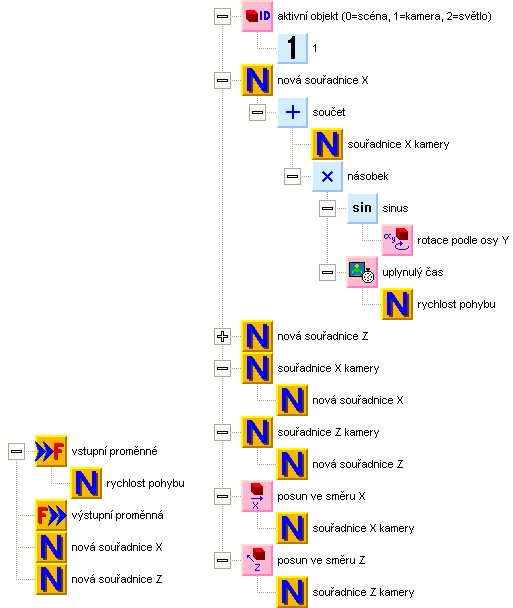 ID aktivní objekt (0=scéna, 1=kamera, 2=světlo)
1 1
N nová souřadnice X
+ součet
N souřadnice X kamery
× násobek
sin sinus
αy rotace podle osy Y
uplynulý čas
N rychlost pohybu
N nová souřadnice Z
N souřadnice X kamery
N nová souřadnice X
N souřadnice Z kamery
N nová souřadnice Z
X posun ve směru X
N souřadnice X kamery
Z posun ve směru Z
N souřadnice Z kamery
F vstupní proměnné
N rychlost pohybu
F výstupní proměnná
N nová souřadnice X
N nová souřadnice Z